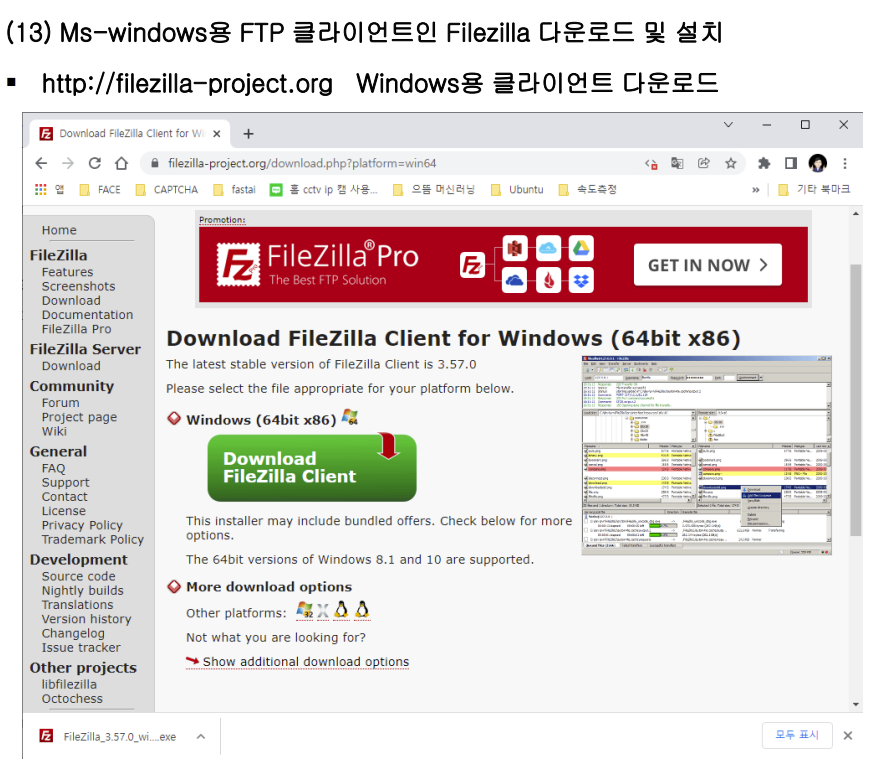 (13) Ms-windows용 FTP 클라이언트인 Filezilla 다운로드 및 설치
▪ http://filezilla-project.org Windows용 클라이언트 다운로드
Download FileZilla Client for Wi
filezilla-project.org/download.php?platform=win64
앱 FACE CAPTCHA fastai 홈 cctv ip 캠 사용... 으뜸 머신러닝 Ubuntu 속도측정 » 기타 북마크
Home
FileZilla
Features
Screenshots
Download
Documentation
FileZilla Pro
FileZilla Server
Download
Community
Forum
Project page
Wiki
General
FAQ
Support
Contact
License
Privacy Policy
Trademark Policy
Development
Source code
Nightly builds
Translations
Version history
Changelog
Issue tracker
Other projects
libfilezilla
Octochess
Promotion:
FileZilla® Pro
The Best FTP Solution
GET IN NOW >
Download FileZilla Client for Windows (64bit x86)
The latest stable version of FileZilla Client is 3.57.0
Please select the file appropriate for your platform below.
Windows (64bit x86)
Download
FileZilla Client
This installer may include bundled offers. Check below for more
options.
The 64bit versions of Windows 8.1 and 10 are supported.
More download options
Other platforms:
Not what you are looking for?
Show additional download options
FileZilla_3.57.0_wi....exe
모두 표시